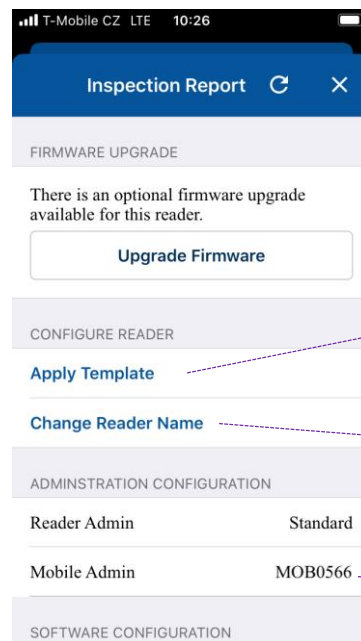 T-Mobile CZ LTE 10:26
Inspection Report
FIRMWARE UPGRADE
There is an optional firmware upgrade
available for this reader.
Upgrade Firmware
CONFIGURE READER
Apply Template
Change Reader Name
ADMINSTRATION CONFIGURATION
Reader Admin Standard
Mobile Admin MOB0566
SOFTWARE CONFIGURATION